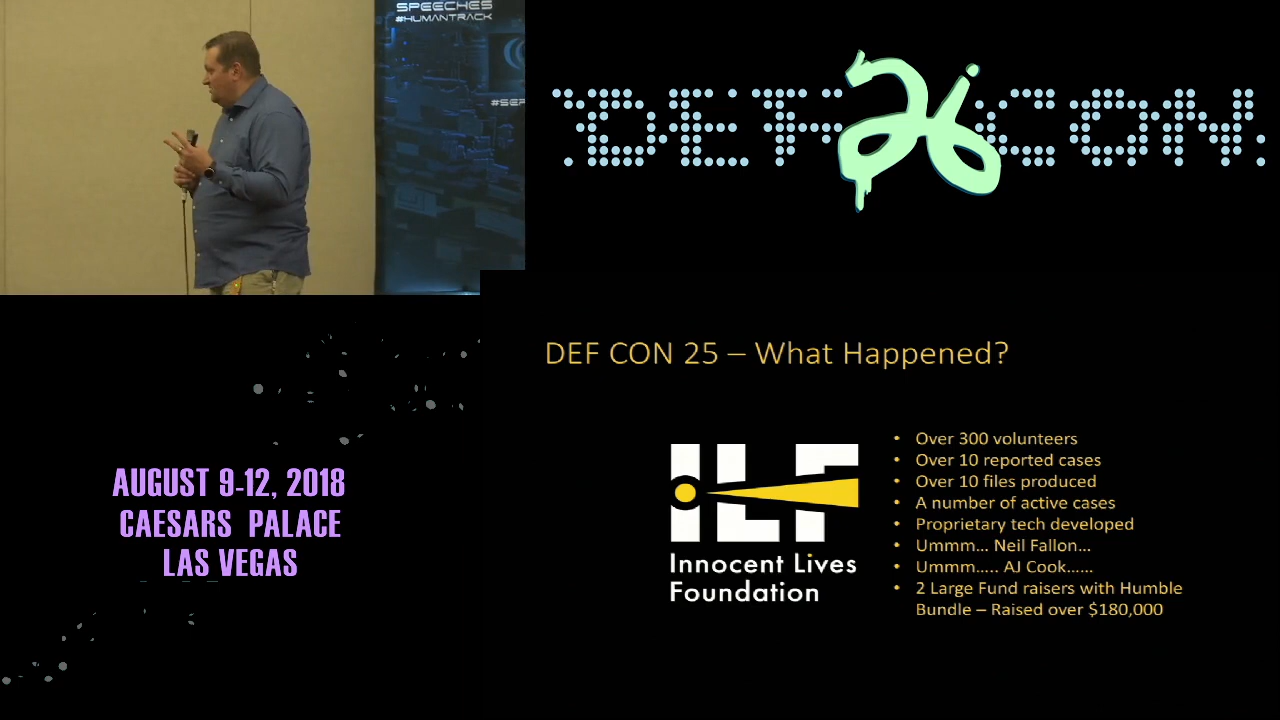 SPEECHES
#HUMANTRACK
DEF 26 CON
DEF CON 25 – What Happened?
ILF
Innocent Lives
Foundation
• Over 300 volunteers
• Over 10 reported cases
• Over 10 files produced
• A number of active cases
• Proprietary tech developed
• Ummm... Neil Fallon...
• Ummm..... AJ Cook......
• 2 Large Fund raisers with Humble
Bundle – Raised over $180,000
AUGUST 9-12, 2018
CAESARS PALACE
LAS VEGAS